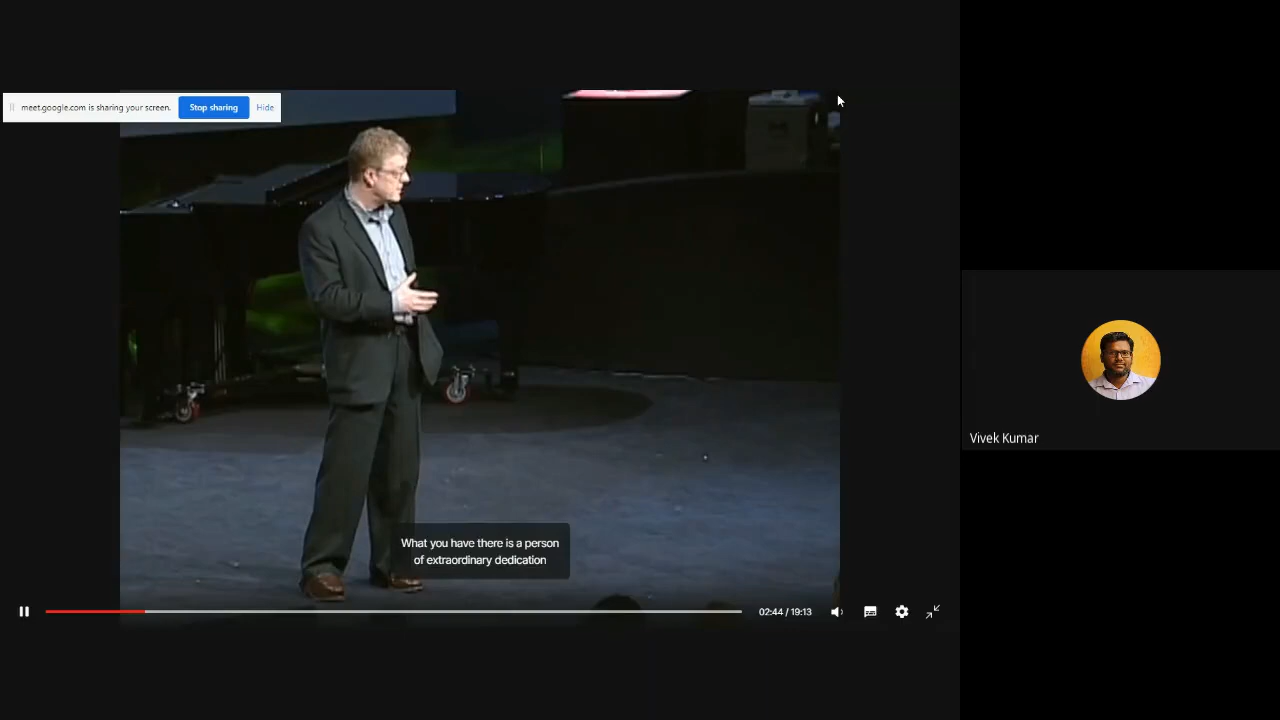 meet.google.com is sharing your screen. Stop sharing Hide
What you have there is a person
of extraordinary dedication
02:44 / 19:13
Vivek Kumar